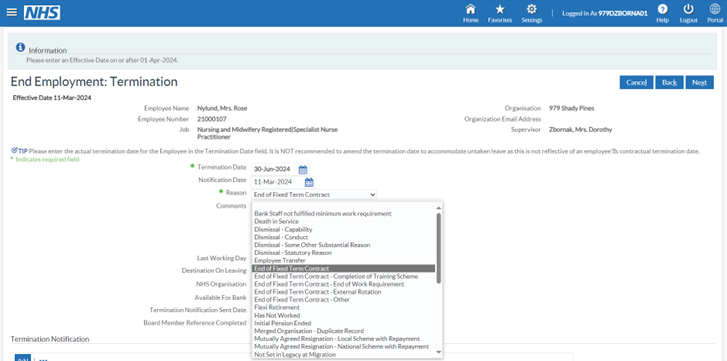 NHS
Home
Favorites
Settings
Logged In As 979DZBORNA01
Help
Logout
Portal
Information
Please enter an Effective Date on or after 01-Apr-2024.
End Employment: Termination
Cancel
Back
Next
Effective Date 11-Mar-2024
Employee Name Nylund, Mrs. Rose
Organisation 979 Shady Pines
Employee Number 21000107
Organization Email Address
Job Nursing and Midwifery Registered|Specialist Nurse
Practitioner
Supervisor Zbornak, Mrs. Dorothy
TIP Please enter the actual termination date for the Employee in the Termination Date field. It is NOT recommended to amend the termination date to accommodate untaken leave as this is not reflective of an employee's contractual termination date.
* Indicates required field
* Termination Date 30-Jun-2024
Notification Date 11-Mar-2024
* Reason End of Fixed Term Contract
Comments
Bank Staff not fulfilled minimum work requirement
Death in Service
Dismissal - Capability
Dismissal - Conduct
Dismissal - Some Other Substantial Reason
Dismissal - Statutory Reason
Employee Transfer
End of Fixed Term Contract
End of Fixed Term Contract - Completion of Training Scheme
End of Fixed Term Contract - End of Work Requirement
End of Fixed Term Contract - External Rotation
End of Fixed Term Contract - Other
Flexi Retirement
Has Not Worked
Initial Pension Ended
Merged Organisation - Duplicate Record
Mutually Agreed Resignation - Local Scheme with Repayment
Mutually Agreed Resignation - National Scheme with Repayment
Not Set in Legacy at Migration
Last Working Day
Destination On Leaving
NHS Organisation
Available For Bank
Termination Notification Sent Date
Board Member Reference Completed
Termination Notification